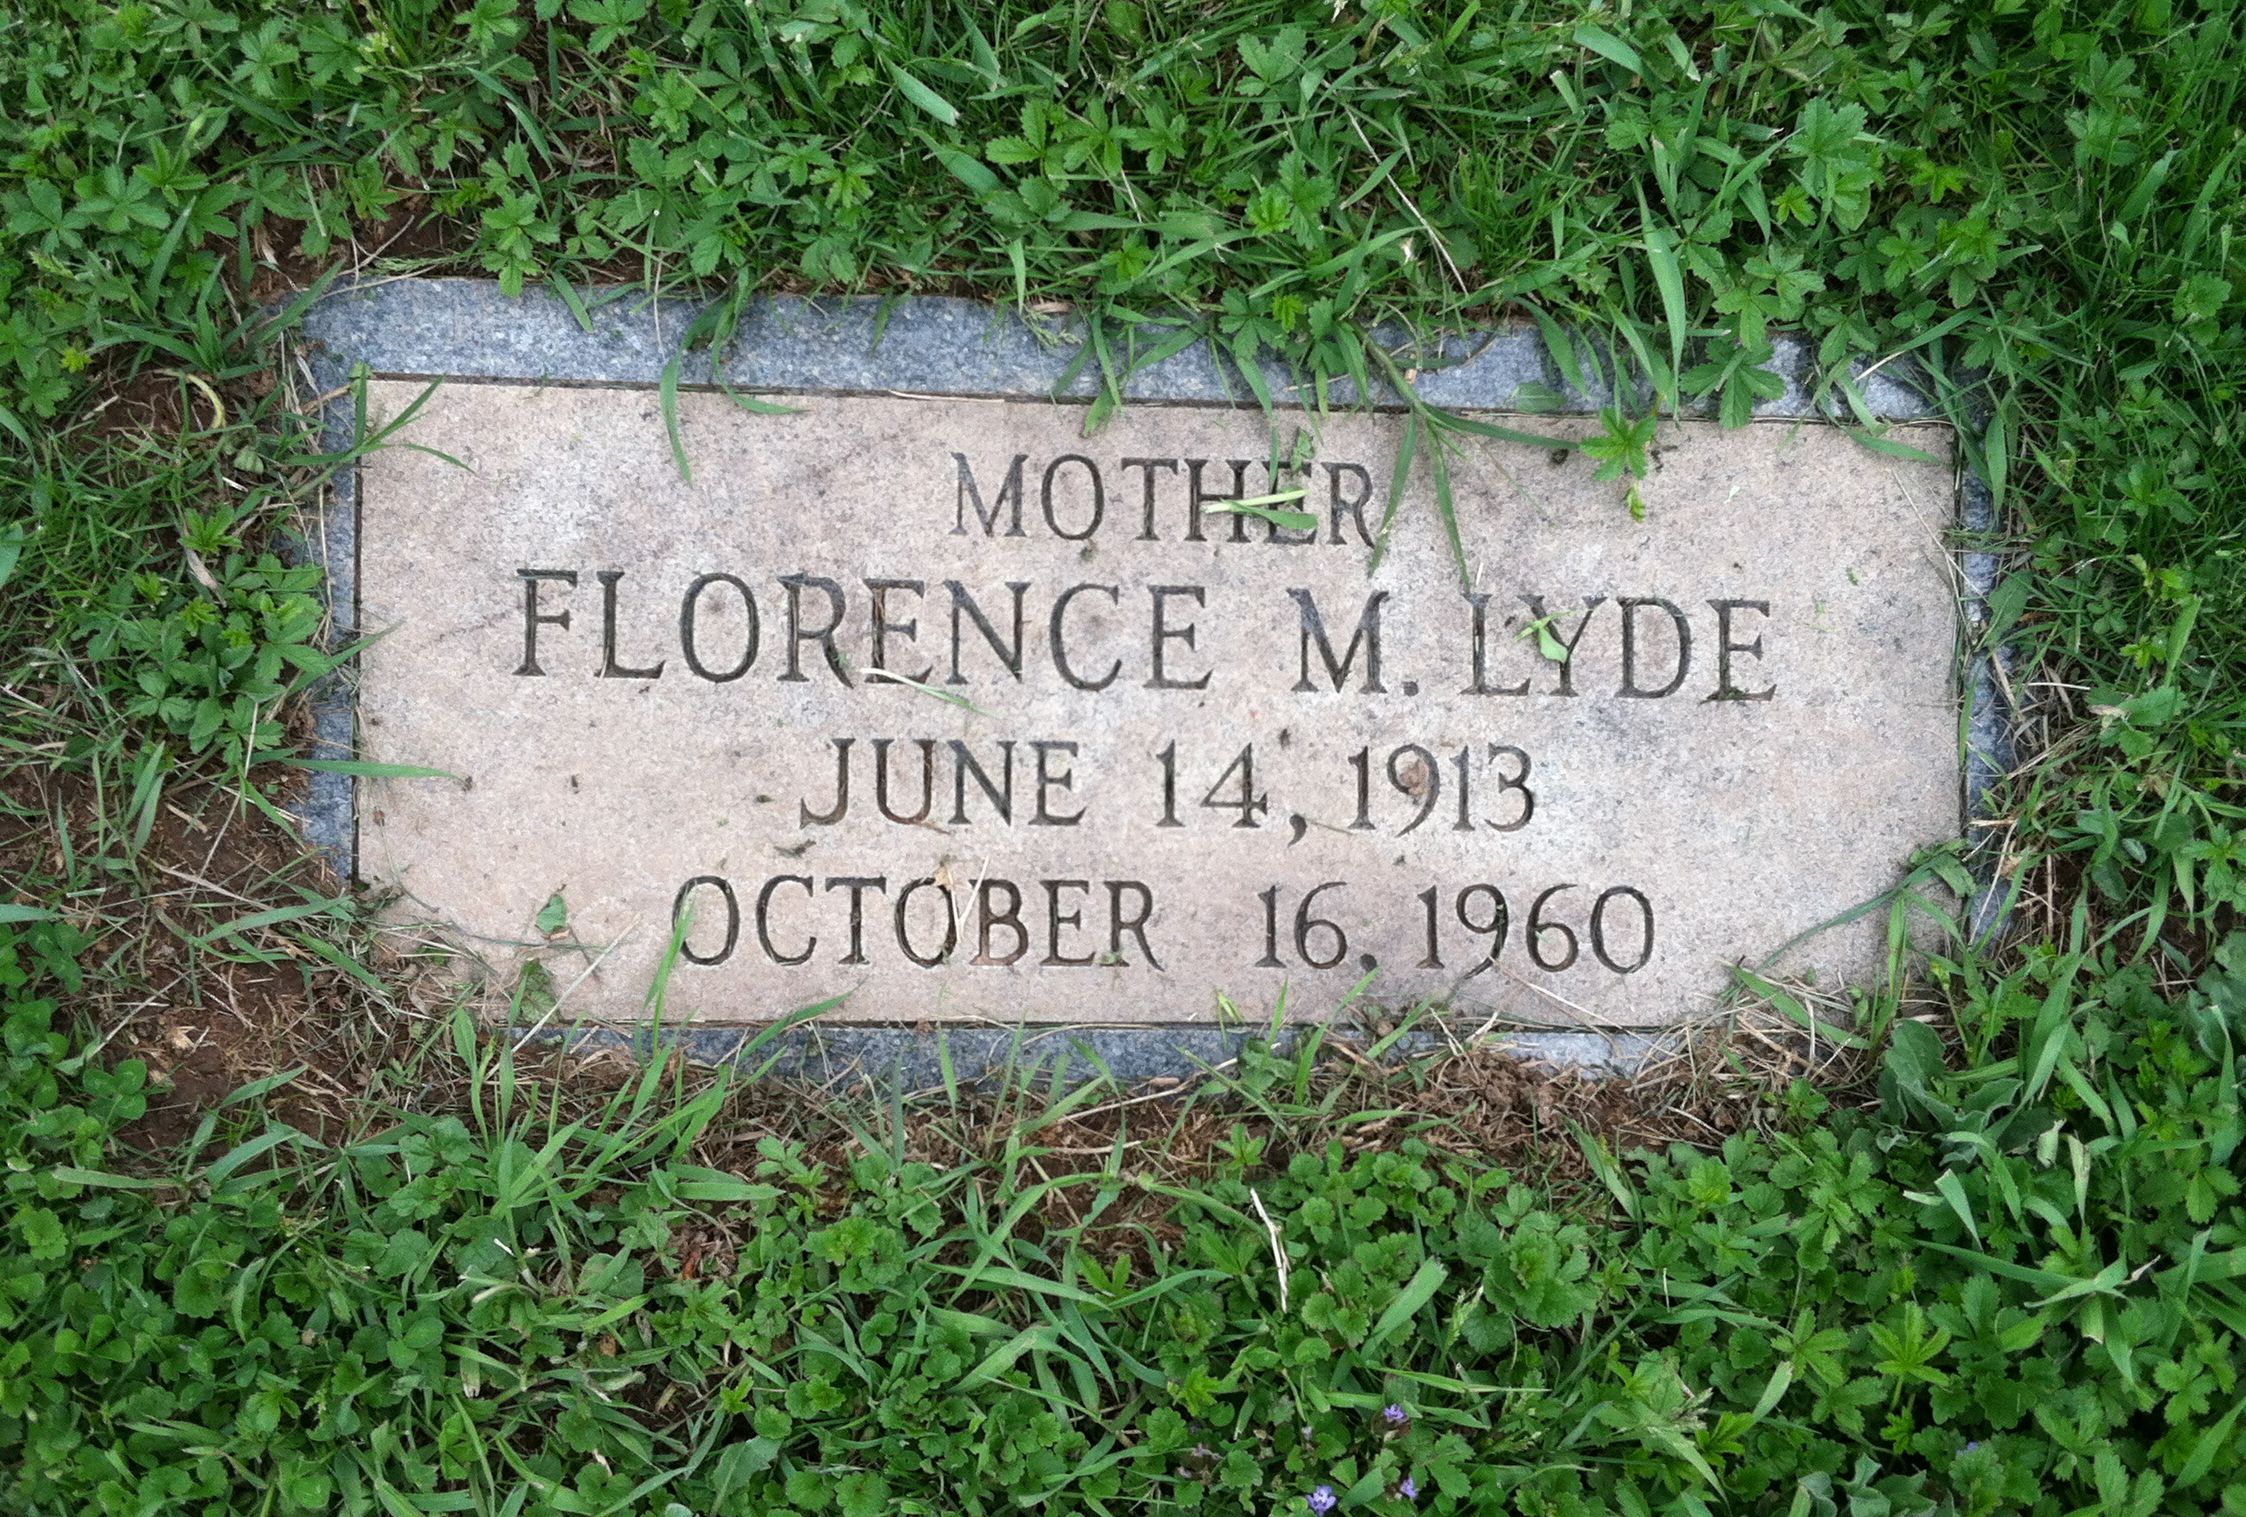 MOTHER
FLORENCE M. LYDE
JUNE 14, 1913
OCTOBER 16, 1960